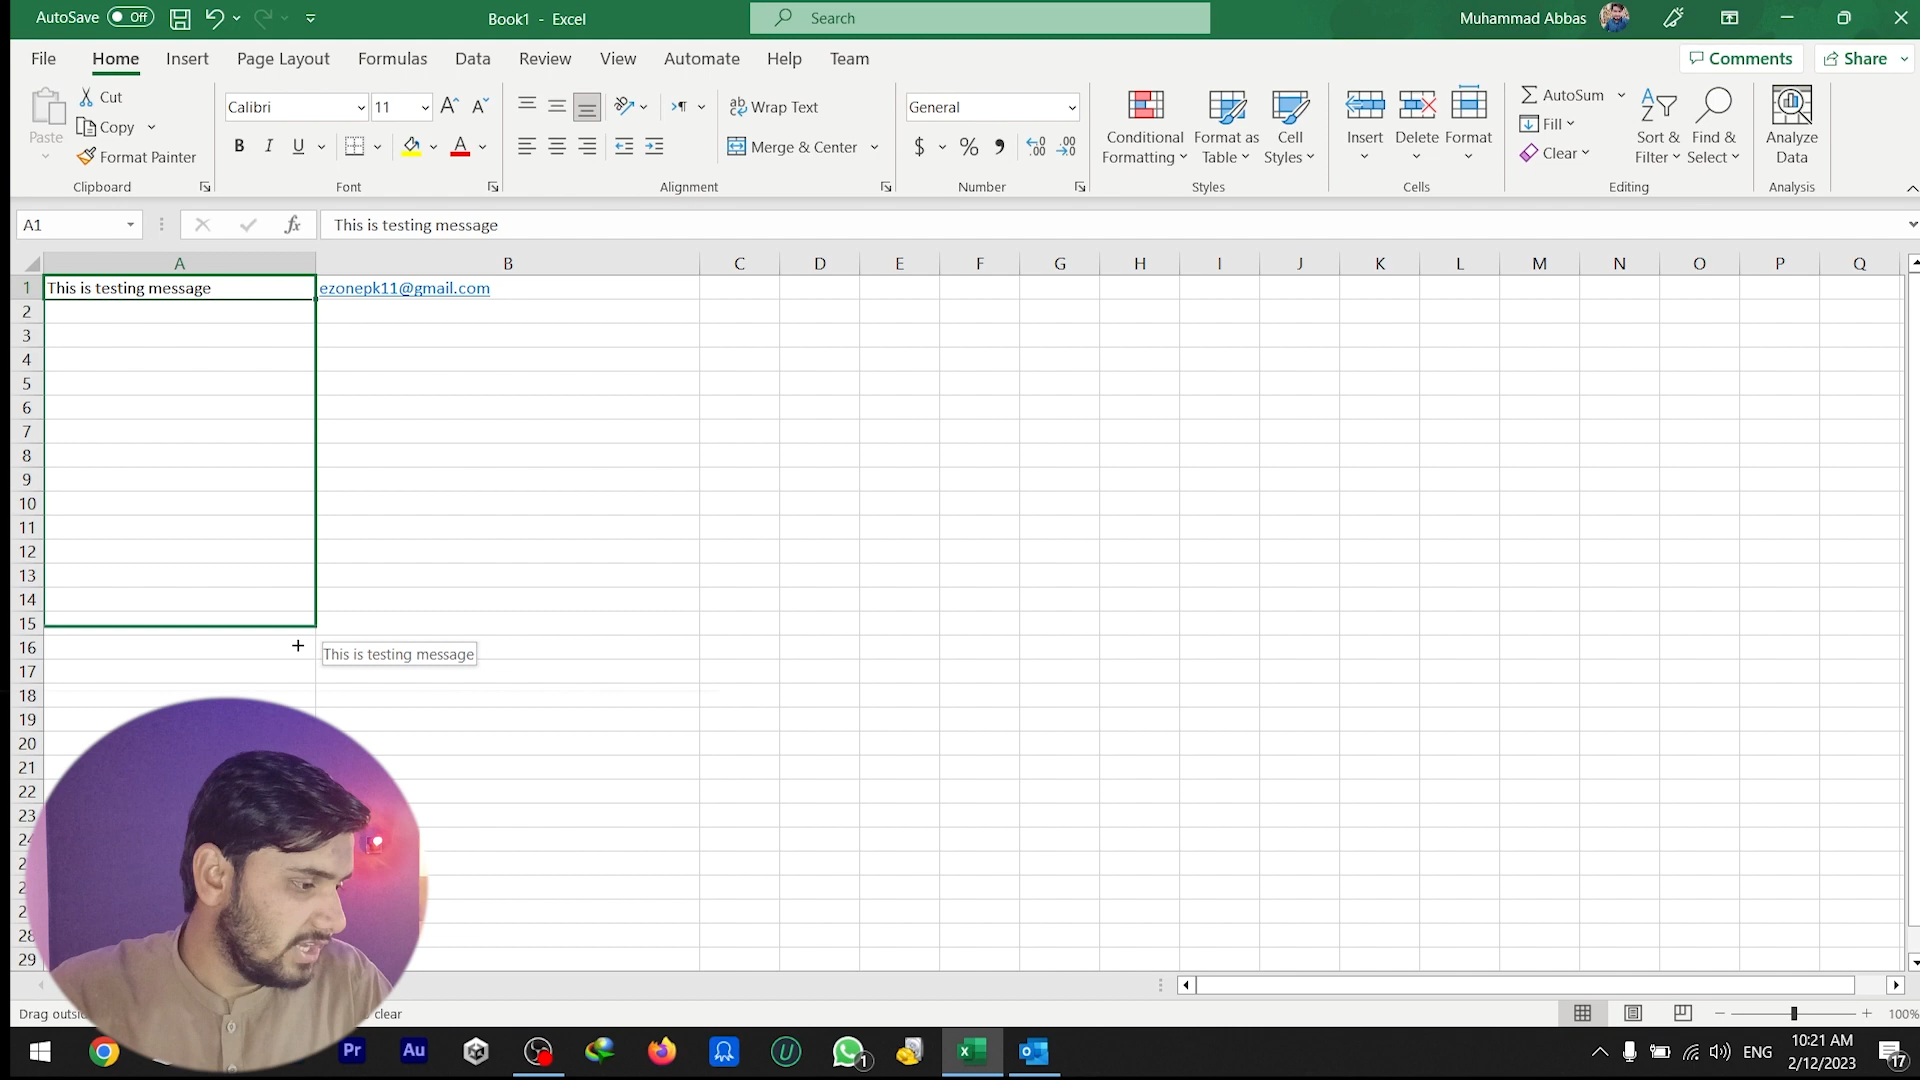 AutoSave Off Book1 - Excel Search Muhammad Abbas
File Home Insert Page Layout Formulas Data Review View Automate Help Team Comments Share
Paste Cut Copy Format Painter Clipboard
Calibri 11 B I U A Font
ab Wrap Text Merge & Center Alignment
General $ % Number
Conditional Formatting Format as Table Cell Styles Styles
Insert Delete Format Cells
AutoSum Fill Clear Sort & Filter Find & Select Editing
Analyze Data Analysis
A1 fx This is testing message
A B C D E F G H I J K L M N O P Q
1 This is testing message ezonepk11@gmail.com
2
3
4
5
6
7
8
9
10
11
12
13
14
15
16 This is testing message
17
18
19
20
21
22
23
28
29
Drag outsi clear 100%
Pr Au U 1 ENG 10:21 AM
2/12/2023 17